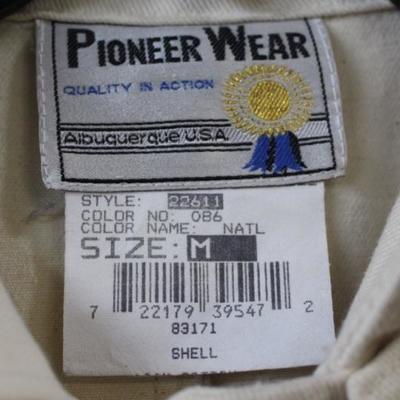 PIONEER WEAR
QUALITY IN ACTION
Albuquerque U.S.A.
STYLE: 22611
COLOR NO: 086
COLOR NAME: NATL
SIZE: M
7 22179 39547 2
83171
SHELL